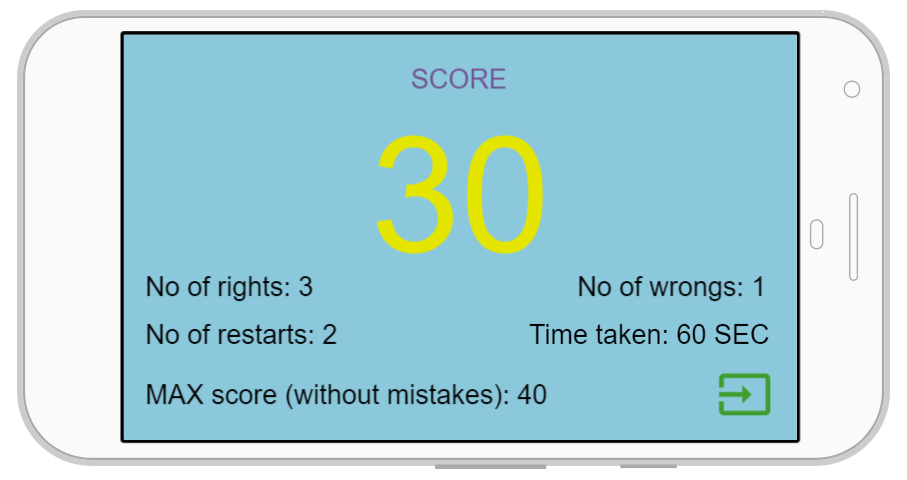 SCORE
30
No of rights: 3
No of wrongs: 1
No of restarts: 2
Time taken: 60 SEC
MAX score (without mistakes): 40